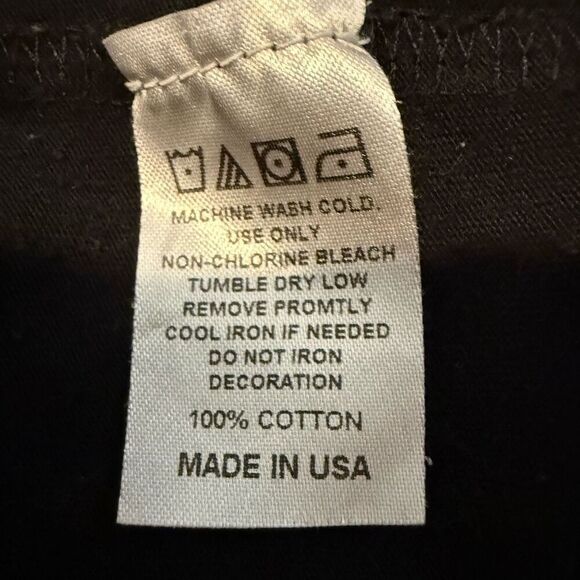 MACHINE WASH COLD.
USE ONLY
NON-CHLORINE BLEACH
TUMBLE DRY LOW
REMOVE PROMTLY
COOL IRON IF NEEDED
DO NOT IRON
DECORATION
100% COTTON
MADE IN USA